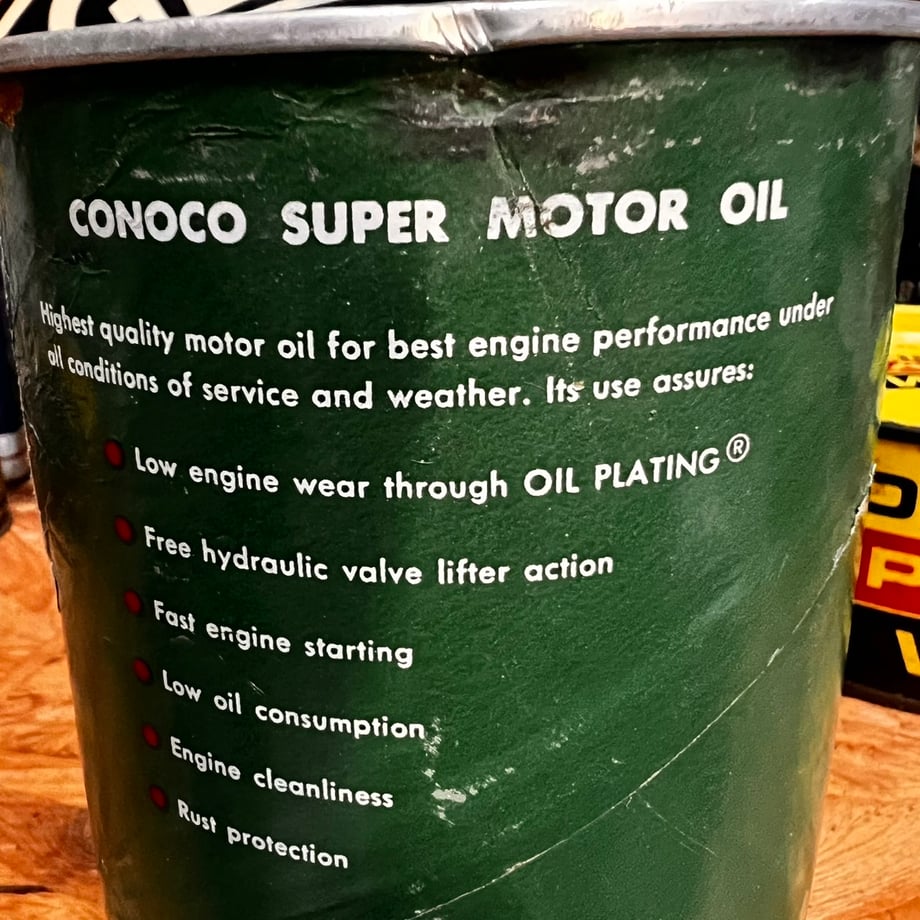 CONOCO SUPER MOTOR OIL
Highest quality motor oil for best engine performance under
all conditions of service and weather. Its use assures:
Low engine wear through OIL PLATING®
Free hydraulic valve lifter action
Fast engine starting
Low oil consumption
Engine cleanliness
Rust protection